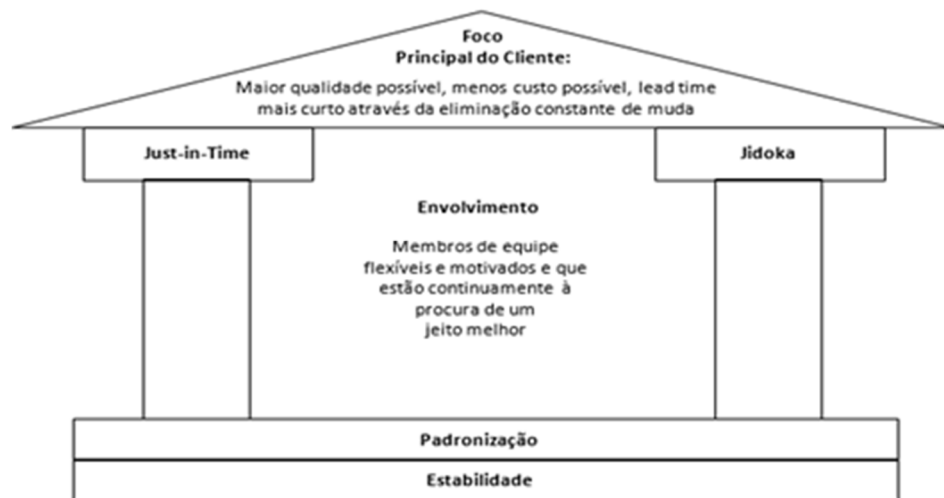 Foco
Principal do Cliente:
Maior qualidade possível, menos custo possível, lead time
mais curto através da eliminação constante de muda
Just-in-Time
Jidoka
Envolvimento
Membros de equipe
flexíveis e motivados e que
estão continuamente à
procura de um
jeito melhor
Padronização
Estabilidade